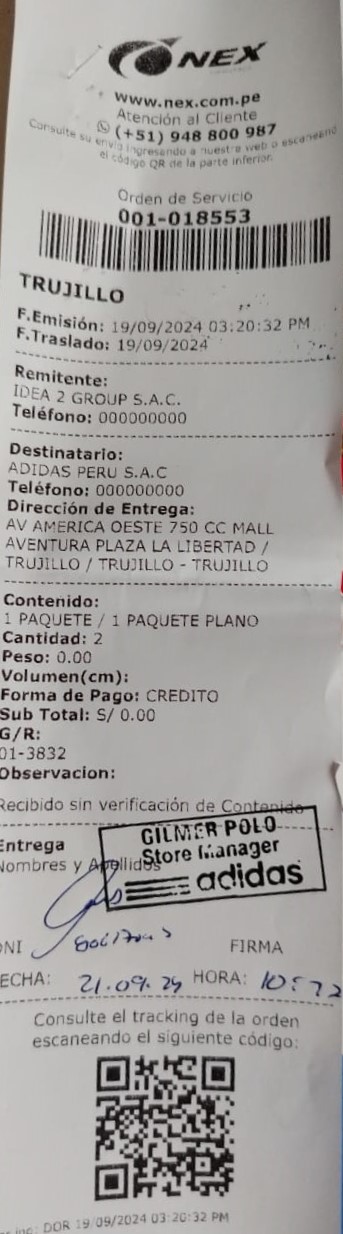 NEX
www.nex.com.pe
Atención al Cliente
(+51) 948 800 987
Consulte su envío ingresando a nuestra web o escaneando
el código QR de la parte inferior.
Orden de Servicio
001-018553
TRUJILLO
F.Emisión: 19/09/2024 03:20:32 PM
F.Traslado: 19/09/2024
Remitente:
IDEA 2 GROUP S.A.C.
Teléfono: 000000000
Destinatario:
ADIDAS PERU S.A.C
Teléfono: 000000000
Dirección de Entrega:
AV AMERICA OESTE 750 CC MALL
AVENTURA PLAZA LA LIBERTAD /
TRUJILLO / TRUJILLO - TRUJILLO
Contenido:
1 PAQUETE / 1 PAQUETE PLANO
Cantidad: 2
Peso: 0.00
Volumen(cm):
Forma de Pago: CREDITO
Sub Total: S/ 0.00
G/R:
01-3832
Observacion:
Recibido sin verificación de Contenido
GILMER POLO
Store Manager
adidas
Entrega
Nombres y Apellidos
DNI FIRMA
ECHA: 21.09.24 HORA:
Consulte el tracking de la orden
escaneando el siguiente código:
DOR 19/09/2024 03:20:32 PM